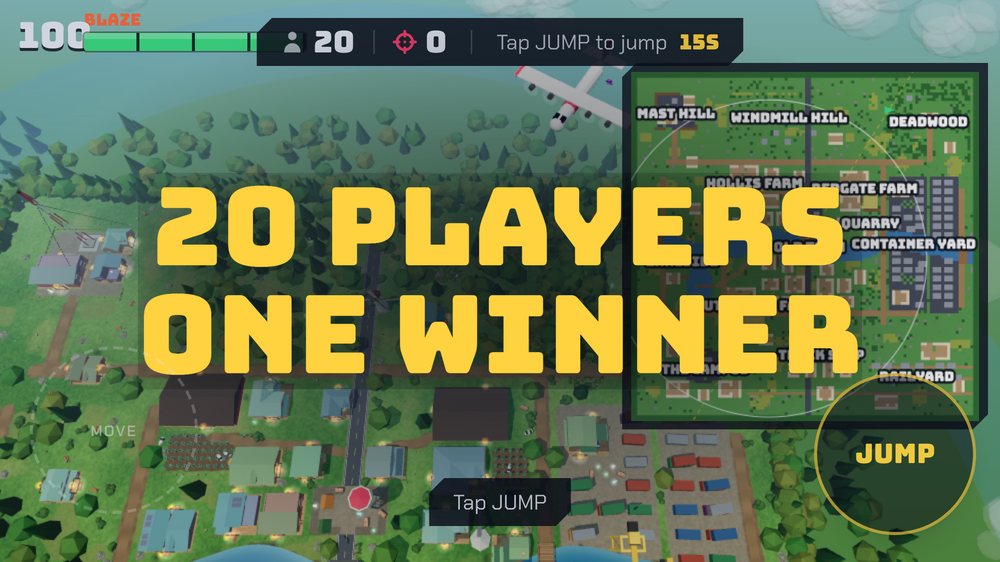 BLAZE
100
20
0
Tap JUMP to jump 15S
MAST HILL
WINDMILL HILL
DEADWOOD
HOLLIS FARM
FARM
QUARRY
CONTAINER YARD
RAILYARD
20 PLAYERS
ONE WINNER
MOVE
JUMP
Tap JUMP